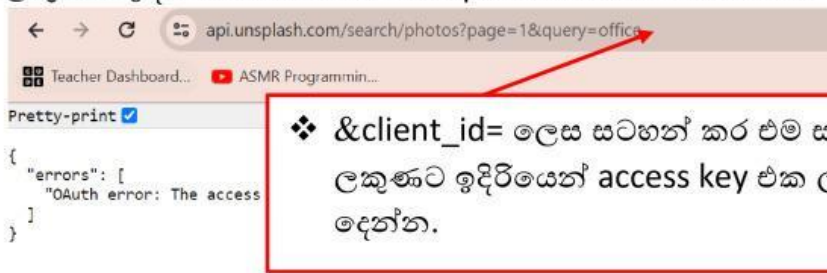 api.unsplash.com/search/photos?page=1&query=office
Teacher Dashboard... ASMR Programmin...
Pretty-print
{
"errors": [
"OAuth error: The access
]
}
❖ &client_id= ලෙස සටහන් කර එම ස
ලකුණට ඉදිරියෙන් access key එක ල
දෙන්න.